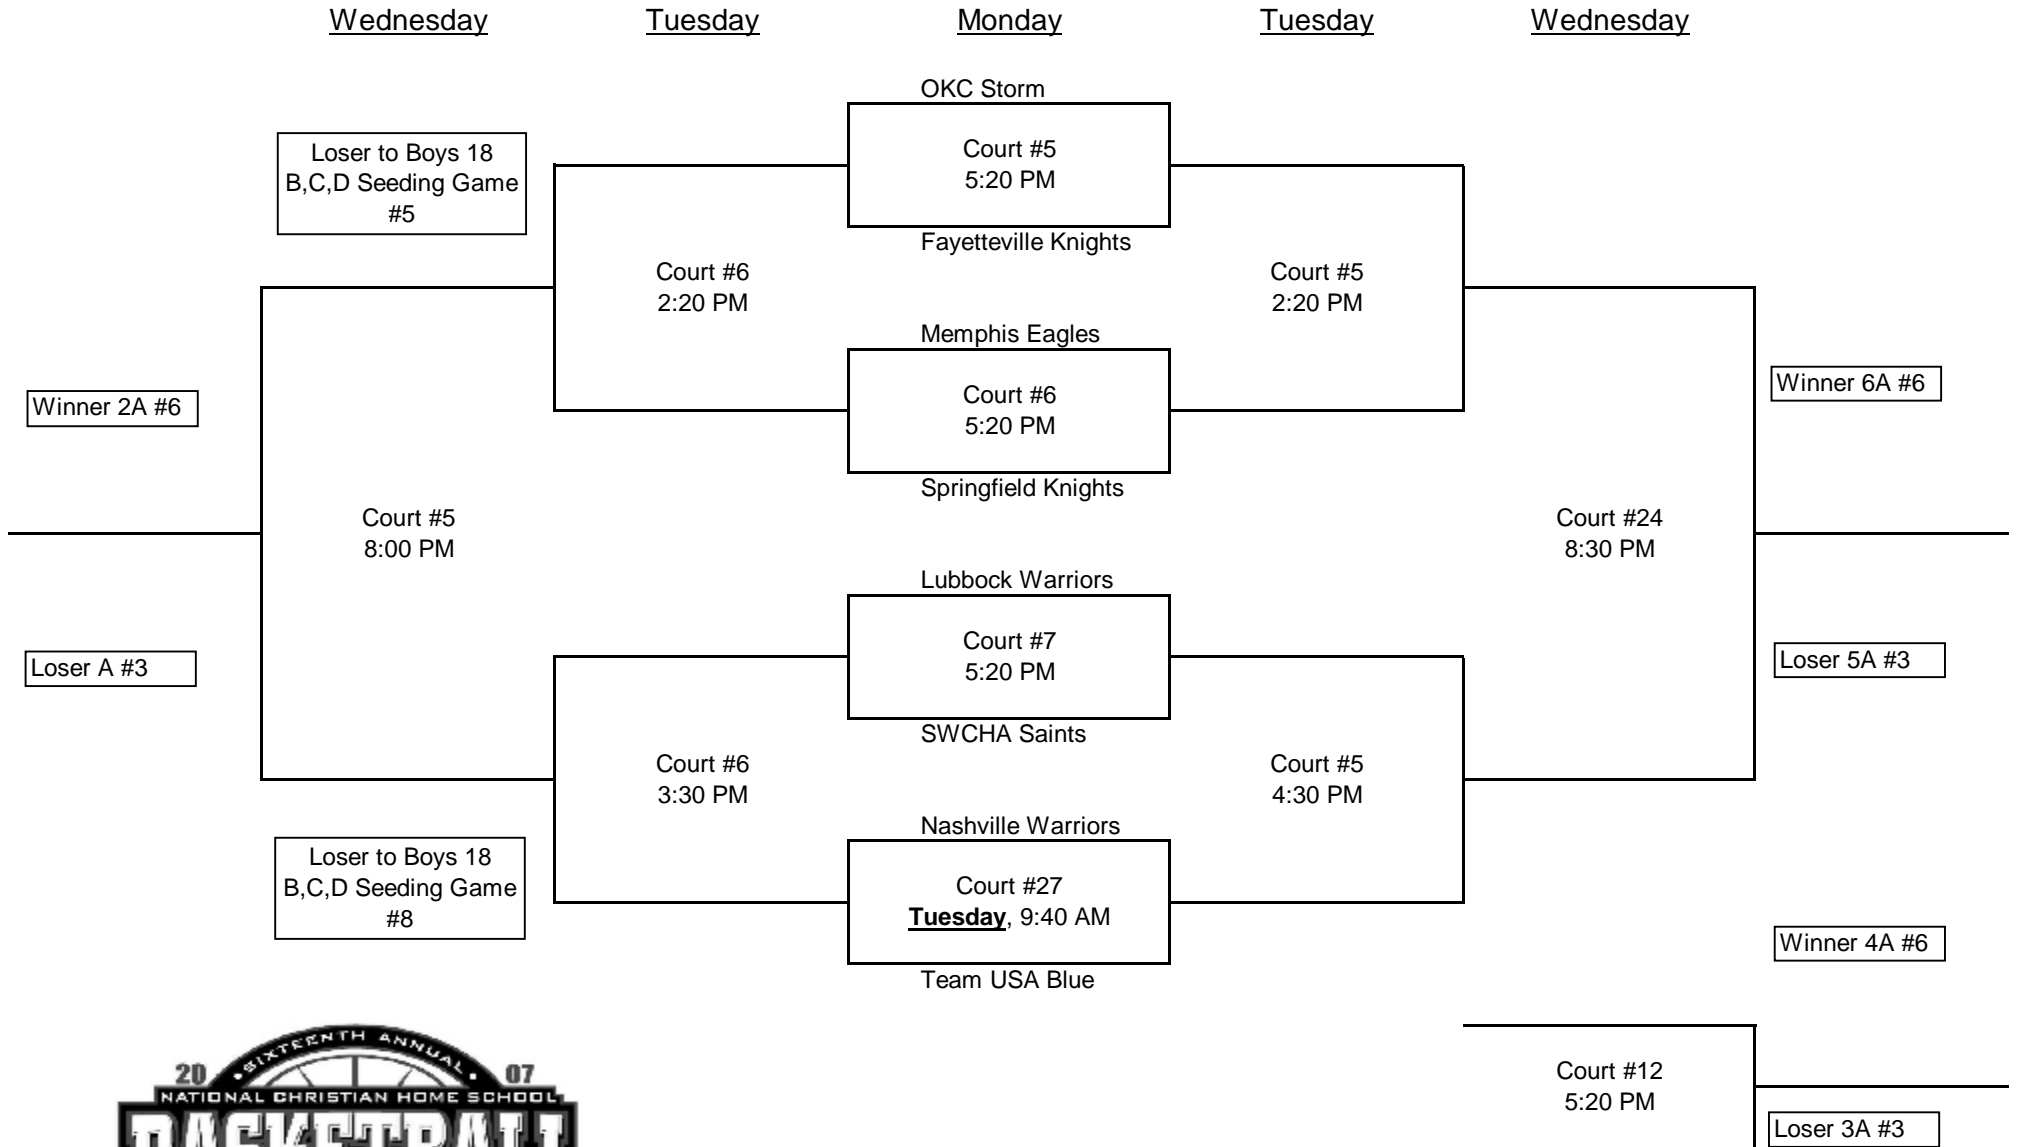 Wednesday Tuesday Monday Tuesday Wednesday
OKC Storm
Loser to Boys 18
B,C,D Seeding Game
#5
Court #5
5:20 PM
Fayetteville Knights
Court #6
2:20 PM
Court #5
2:20 PM
Memphis Eagles
Winner 2A #6
Court #6
5:20 PM
Winner 6A #6
Springfield Knights
Court #5
8:00 PM
Court #24
8:30 PM
Lubbock Warriors
Loser A #3
Court #7
5:20 PM
Loser 5A #3
SWCHA Saints
Court #6
3:30 PM
Court #5
4:30 PM
Nashville Warriors
Loser to Boys 18
B,C,D Seeding Game
#8
Court #27
Tuesday, 9:40 AM
Winner 4A #6
Team USA Blue
SIXTEENTH ANNUAL
20 07
NATIONAL CHRISTIAN HOME SCHOOL
BASKETBALL
Court #12
5:20 PM
Loser 3A #3